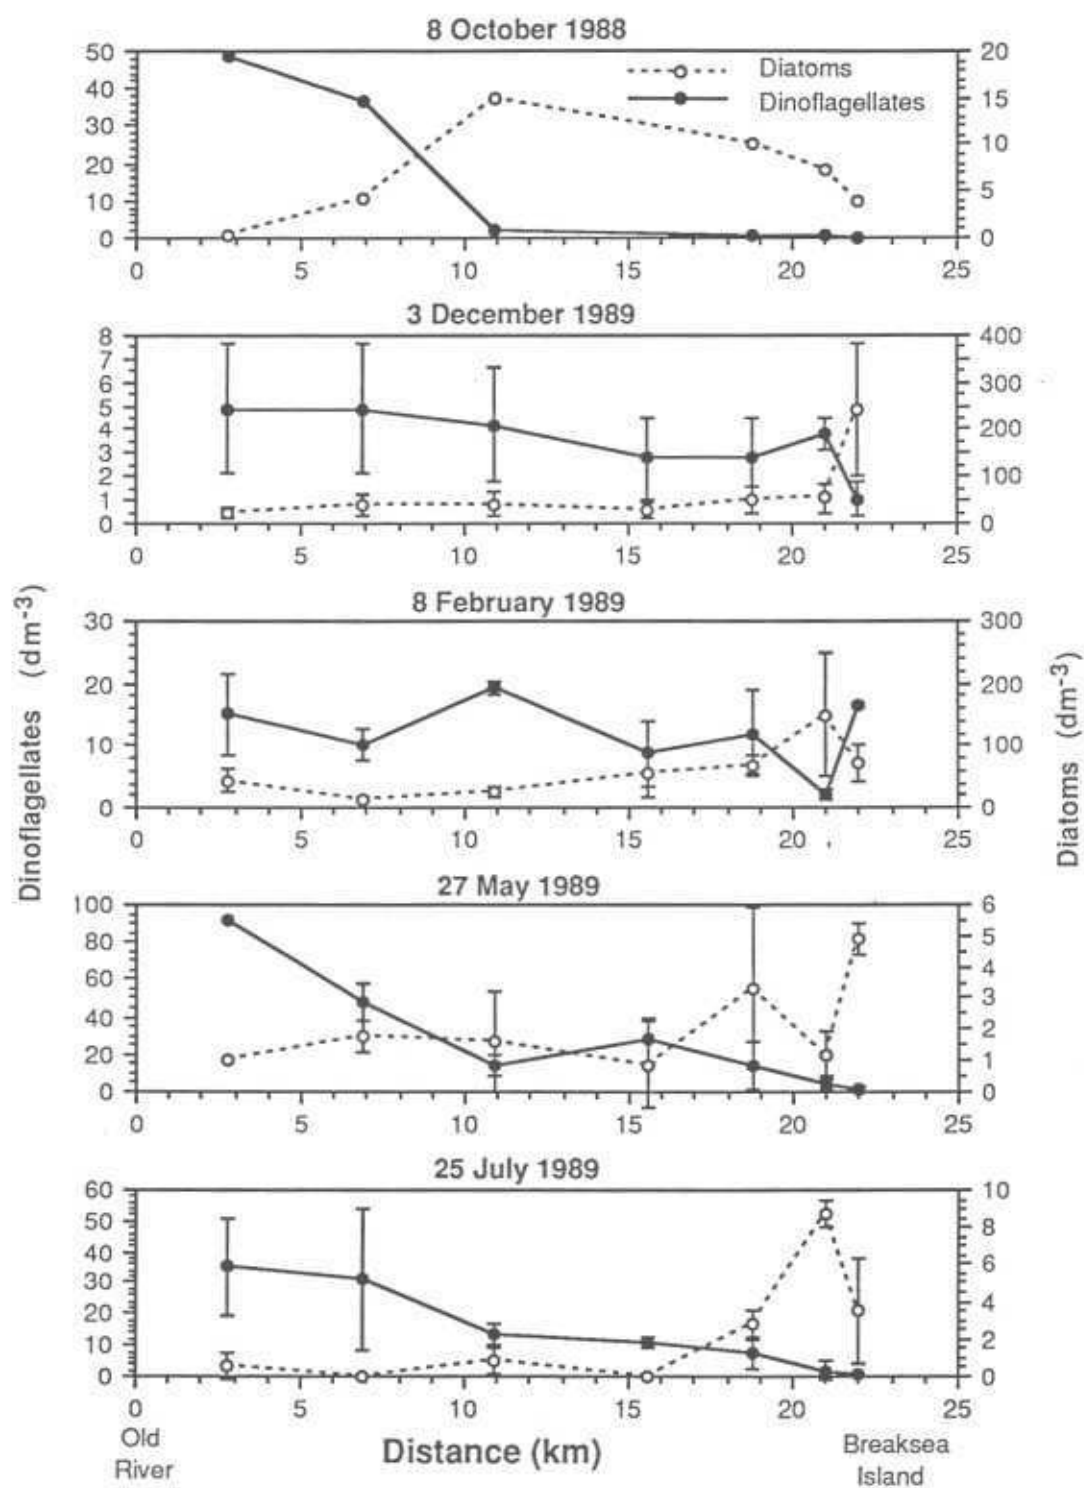 8 October 1988
50 40 30 20 10 0
20 15 10 5 0
Diatoms
Dinoflagellates
0 5 10 15 20 25
3 December 1989
8 7 6 5 4 3 2 1 0
400 300 200 100 0
0 5 10 15 20 25
8 February 1989
30 20 10 0
300 200 100 0
0 5 10 15 20 25
Dinoflagellates (dm-3)
Diatoms (dm-3)
27 May 1989
100 80 60 40 20 0
6 5 4 3 2 1 0
0 5 10 15 20 25
25 July 1989
60 50 40 30 20 10 0
10 8 6 4 2 0
0 5 10 15 20 25
Old
River
Distance (km)
Breaksea
Island